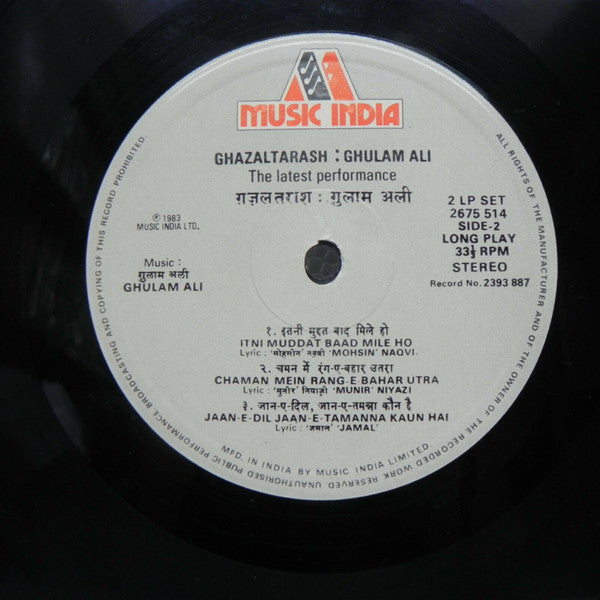 MUSIC INDIA
GHAZALTARASH : GHULAM ALI
The latest performance
ग़ज़लतराश : ग़ुलाम अली
℗ 1983
MUSIC INDIA LTD.
2 LP SET
2675 514
SIDE-2
LONG PLAY
33⅓ RPM
STEREO
Record No. 2393 887
Music :
ग़ुलाम अली
GHULAM ALI
१. इतनी मुद्दत बाद मिले हो
ITNI MUDDAT BAAD MILE HO
Lyric : 'मोहसीन' नक़वी 'MOHSIN' NAQVI
२. चमन में रंग-ए-बहार उतरा
CHAMAN MEIN RANG-E-BAHAR UTRA
Lyric : 'मुनीर' नियाज़ी 'MUNIR' NIYAZI
३. जान-ए-दिल, जान-ए-तमन्ना कौन है
JAAN-E-DIL JAAN-E-TAMANNA KAUN HAI
Lyric : 'जमाल' 'JAMAL'
MFD. IN INDIA BY MUSIC INDIA LIMITED
ALL RIGHTS OF THE MANUFACTURER AND OF THE OWNER OF THE RECORDED WORK RESERVED. UNAUTHORISED PUBLIC PERFORMANCE BROADCASTING AND COPYING OF THIS RECORD PROHIBITED.